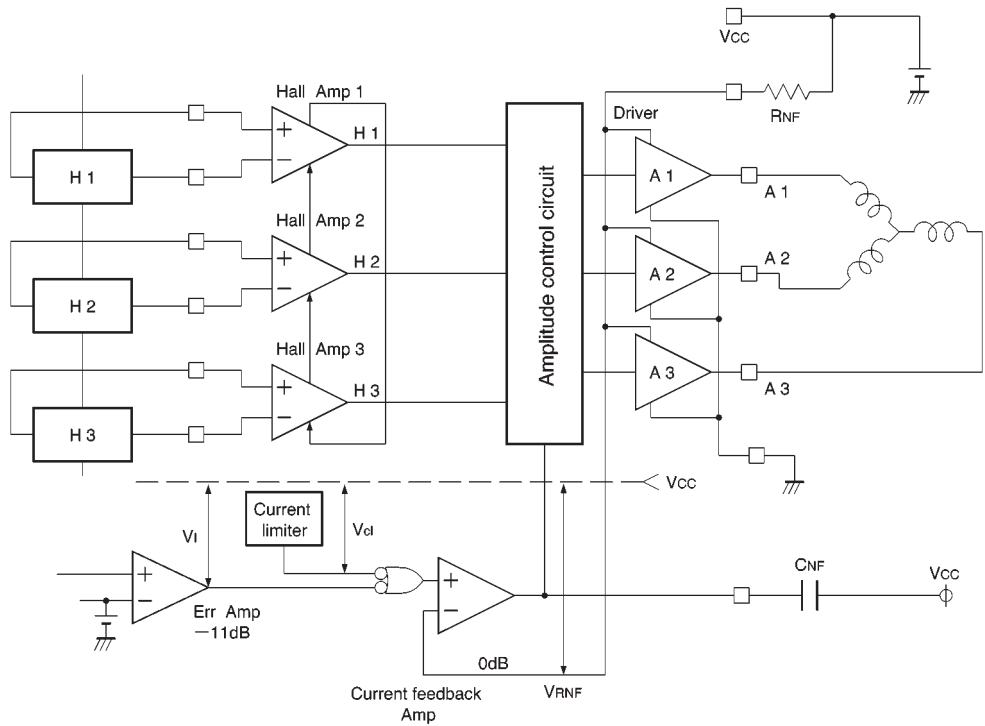 VCC
RNF
Hall Amp 1
+
−
H 1
H 1
Driver
A 1
A 1
Hall Amp 2
+
−
H 2
H 2
Amplitude control circuit
A 2
A 2
Hall Amp 3
+
−
H 3
H 3
A 3
A 3
VCC
VI
Current
limiter
Vcl
+
−
Err Amp
−11dB
+
−
0dB
Current feedback
Amp
VRNF
CNF
VCC